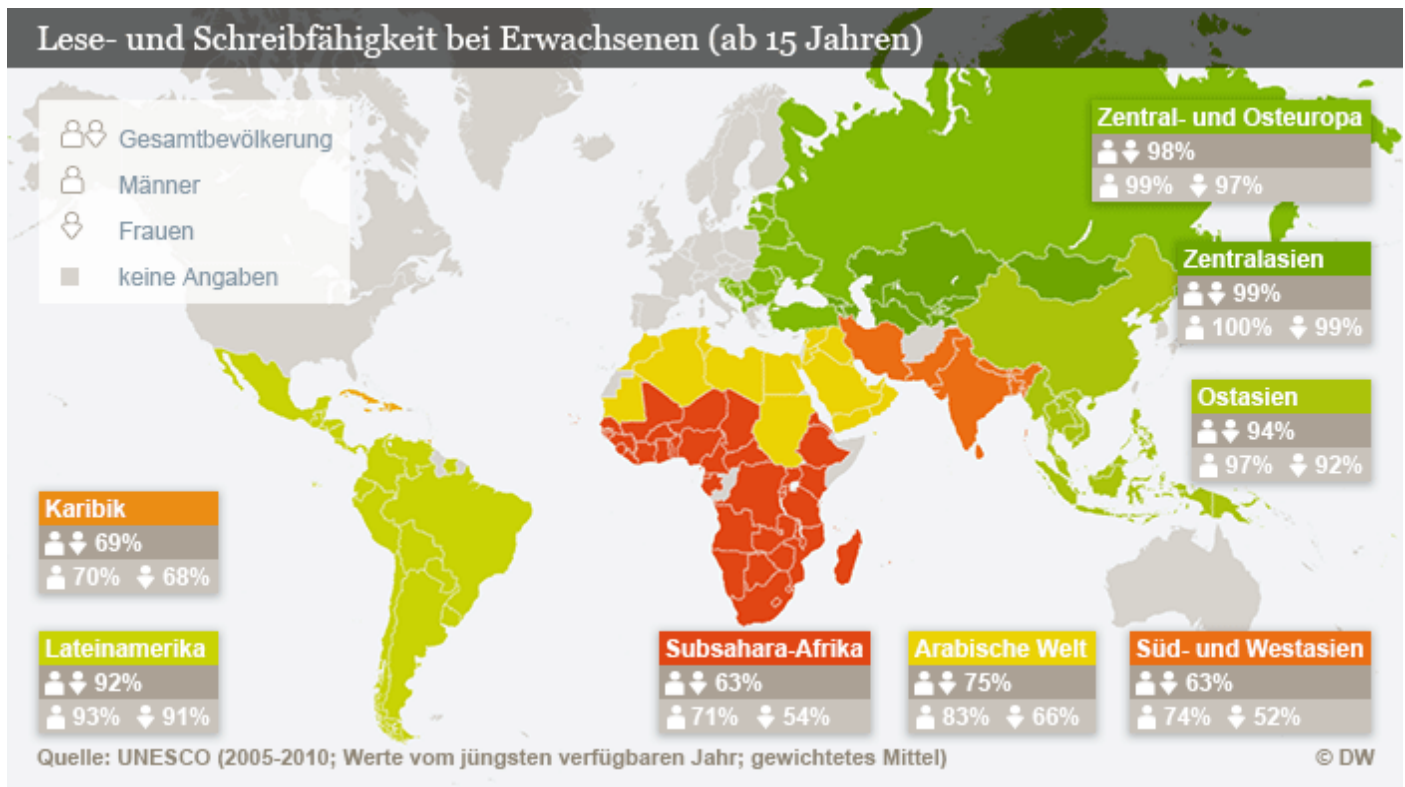 Lese- und Schreibfähigkeit bei Erwachsenen (ab 15 Jahren)
Gesamtbevölkerung
Männer
Frauen
keine Angaben
Zentral- und Osteuropa
98%
99% 97%
Zentralasien
99%
100% 99%
Ostasien
94%
97% 92%
Karibik
69%
70% 68%
Lateinamerika
92%
93% 91%
Subsahara-Afrika
63%
71% 54%
Arabische Welt
75%
83% 66%
Süd- und Westasien
63%
74% 52%
Quelle: UNESCO (2005-2010; Werte vom jüngsten verfügbaren Jahr; gewichtetes Mittel)
© DW